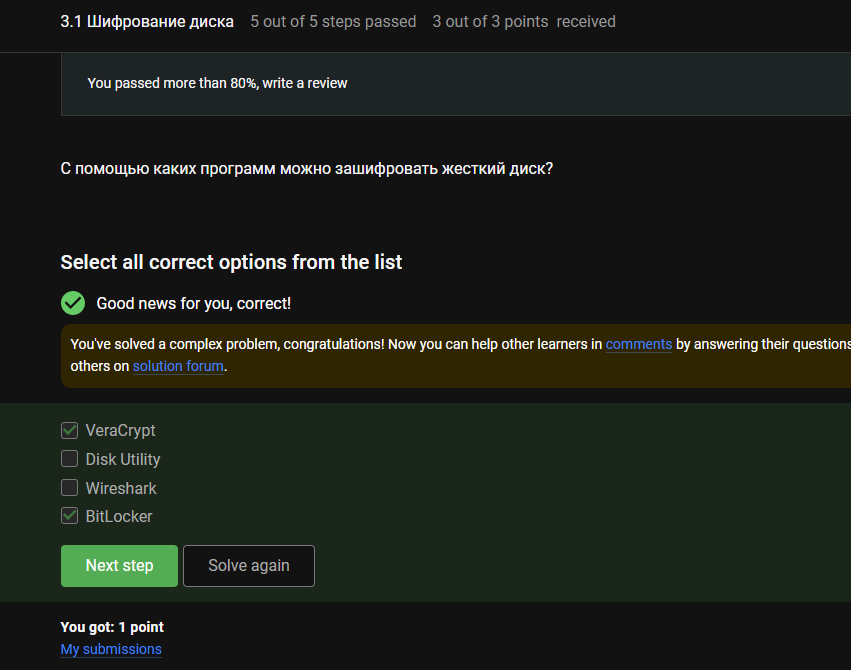 3.1 Шифрование диска 5 out of 5 steps passed 3 out of 3 points received
You passed more than 80%, write a review
С помощью каких программ можно зашифровать жесткий диск?
Select all correct options from the list
Good news for you, correct!
You've solved a complex problem, congratulations! Now you can help other learners in comments by answering their questions
others on solution forum.
VeraCrypt
Disk Utility
Wireshark
BitLocker
Next step Solve again
You got: 1 point
My submissions